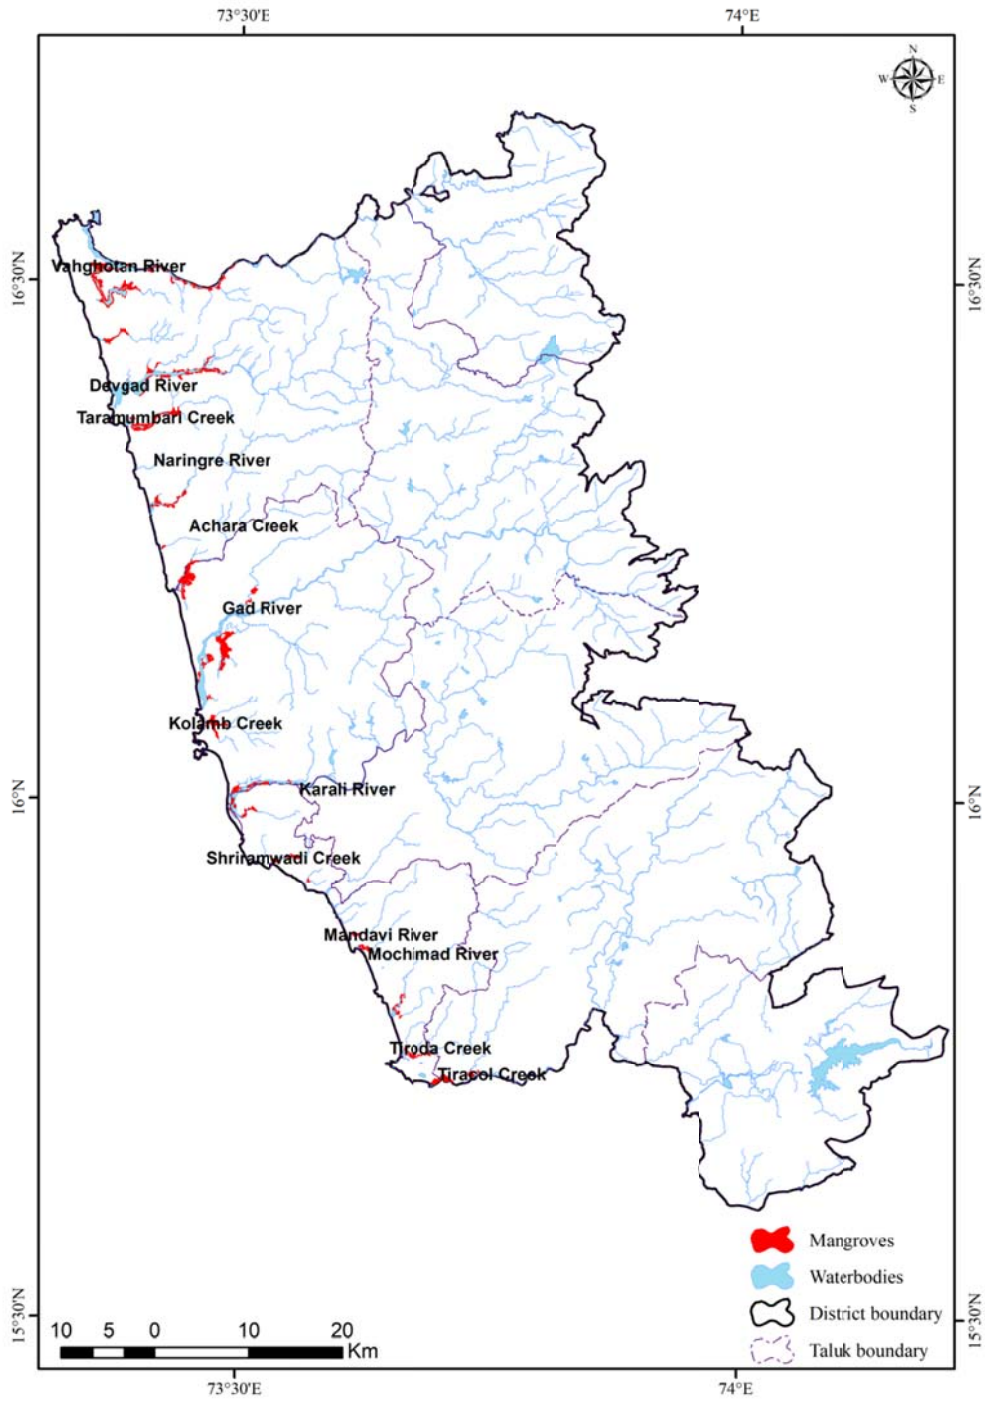 73°30'E
74°E
N
W
E
S
16°30'N
16°30'N
Vahghotan River
Devgad River
Taramumbari Creek
Naringre River
Achara Creek
Gad River
Kolamb Creek
16°N
16°N
Karali River
Shriramwadi Creek
Mandavi River
Mochmad River
Tiroda Creek
Tiracol Creek
Mangroves
Waterbodies
District boundary
Taluk boundary
15°30'N
15°30'N
10 5 0 10 20
Km
73°30'E
74°E